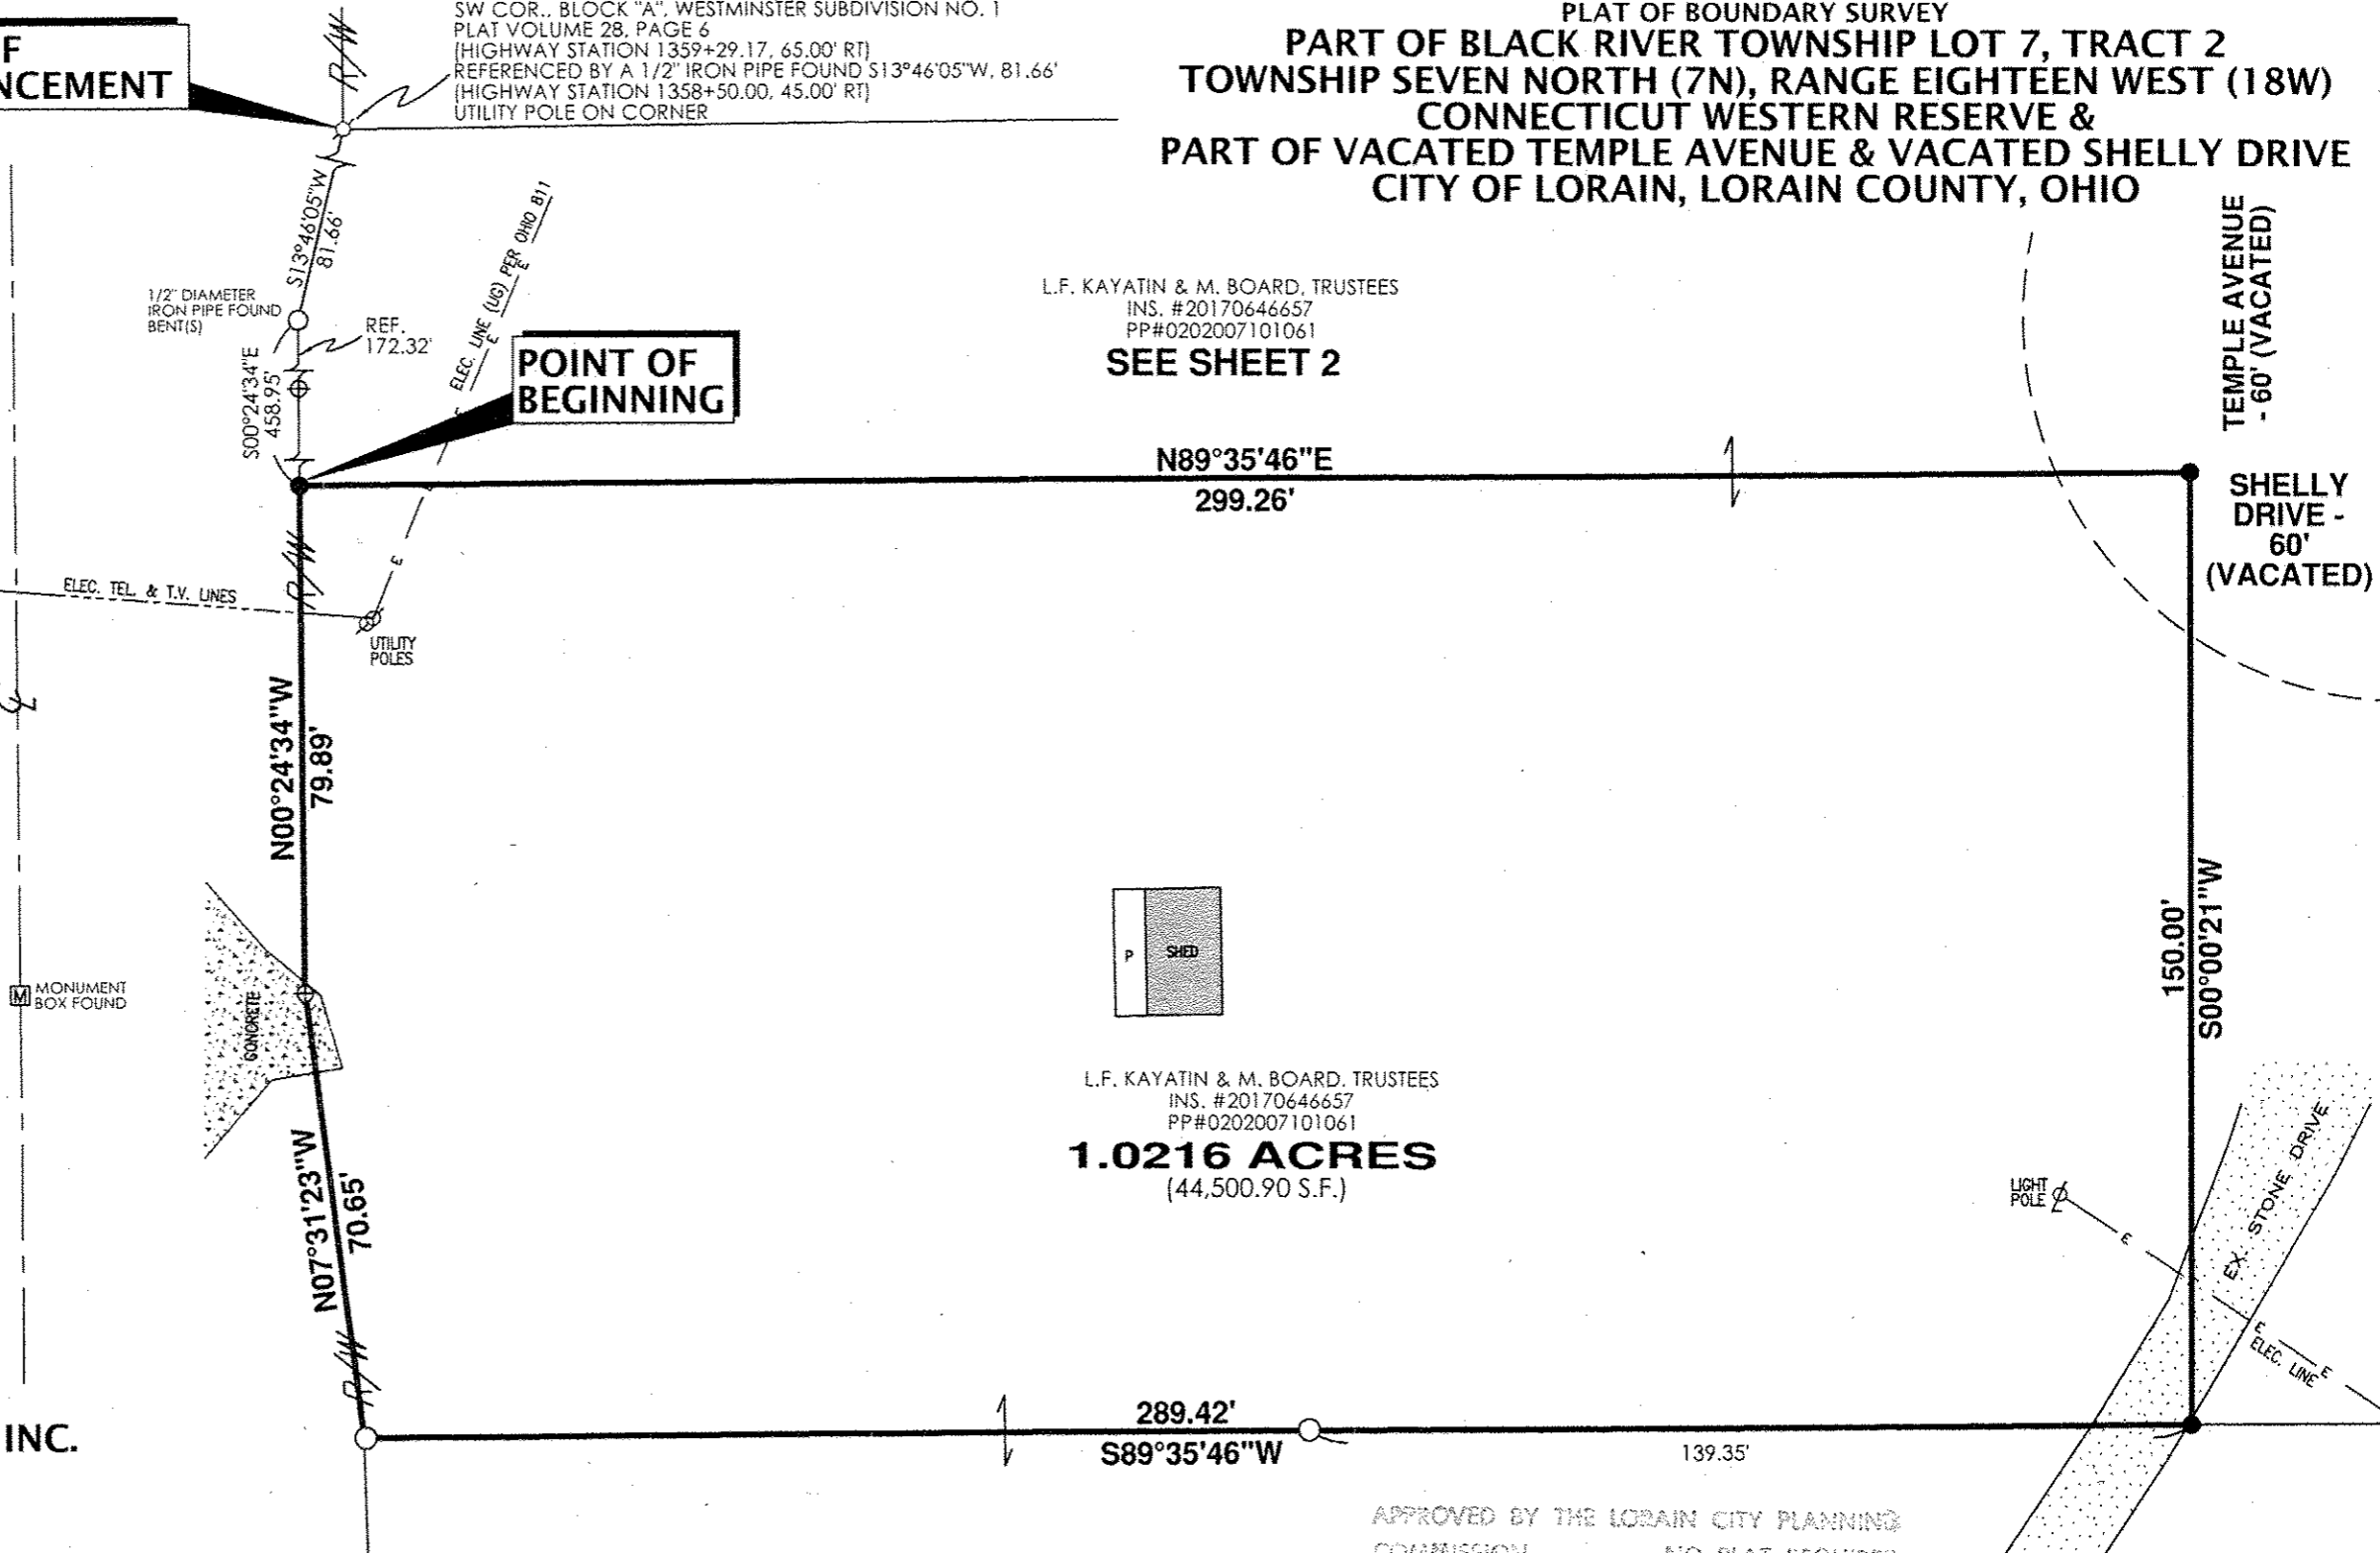 F
NCEMENT
R/W
SW COR., BLOCK "A", WESTMINSTER SUBDIVISION NO. 1
PLAT VOLUME 28, PAGE 6
(HIGHWAY STATION 1359+29.17, 65.00' RT)
REFERENCED BY A 1/2" IRON PIPE FOUND S13°46'05"W, 81.66'
(HIGHWAY STATION 1358+50.00, 45.00' RT)
UTILITY POLE ON CORNER
PLAT OF BOUNDARY SURVEY
PART OF BLACK RIVER TOWNSHIP LOT 7, TRACT 2
TOWNSHIP SEVEN NORTH (7N), RANGE EIGHTEEN WEST (18W)
CONNECTICUT WESTERN RESERVE &
PART OF VACATED TEMPLE AVENUE & VACATED SHELLY DRIVE
CITY OF LORAIN, LORAIN COUNTY, OHIO
S13°46'05"W
81.66'
1/2" DIAMETER
IRON PIPE FOUND
BENT(S)
REF.
172.32'
S00°24'34"E
458.95'
ELEC. LINE (UG) PER OHIO 811
E
E
E
E
POINT OF
BEGINNING
L.F. KAYATIN & M. BOARD, TRUSTEES
INS. #20170646657
PP#0202007101061
SEE SHEET 2
TEMPLE AVENUE
- 60' (VACATED)
N89°35'46"E
299.26'
SHELLY
DRIVE -
60'
(VACATED)
R/W
ELEC. TEL. & T.V. LINES
UTILITY
POLES
N00°24'34"W
79.89'
M
MONUMENT
BOX FOUND
CONCRETE
P
SHED
150.00'
S00°00'21"W
L.F. KAYATIN & M. BOARD, TRUSTEES
INS. #20170646657
PP#0202007101061
1.0216 ACRES
(44,500.90 S.F.)
N07°31'23"W
70.65'
R/W
LIGHT
POLE
E
EX. STONE DRIVE
E
ELEC. LINE
E
INC.
289.42'
S89°35'46"W
139.35'
APPROVED BY THE LORAIN CITY PLANNING
COMMISSION NO PLAT REQUIRED